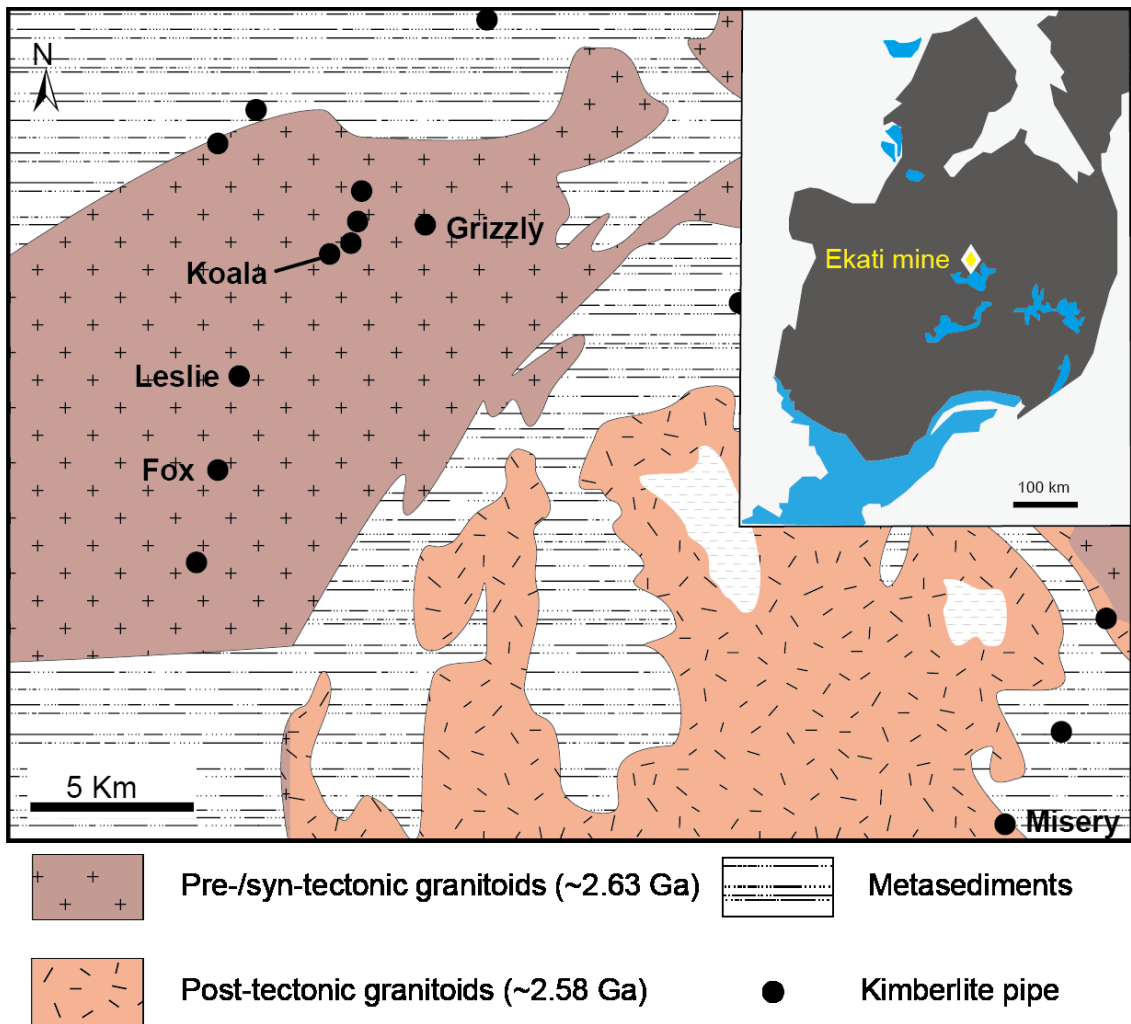 N
Grizzly
Koala
Leslie
Fox
5 Km
Misery
Ekati mine
100 km
Pre-/syn-tectonic granitoids (~2.63 Ga)
Metasediments
Post-tectonic granitoids (~2.58 Ga)
Kimberlite pipe